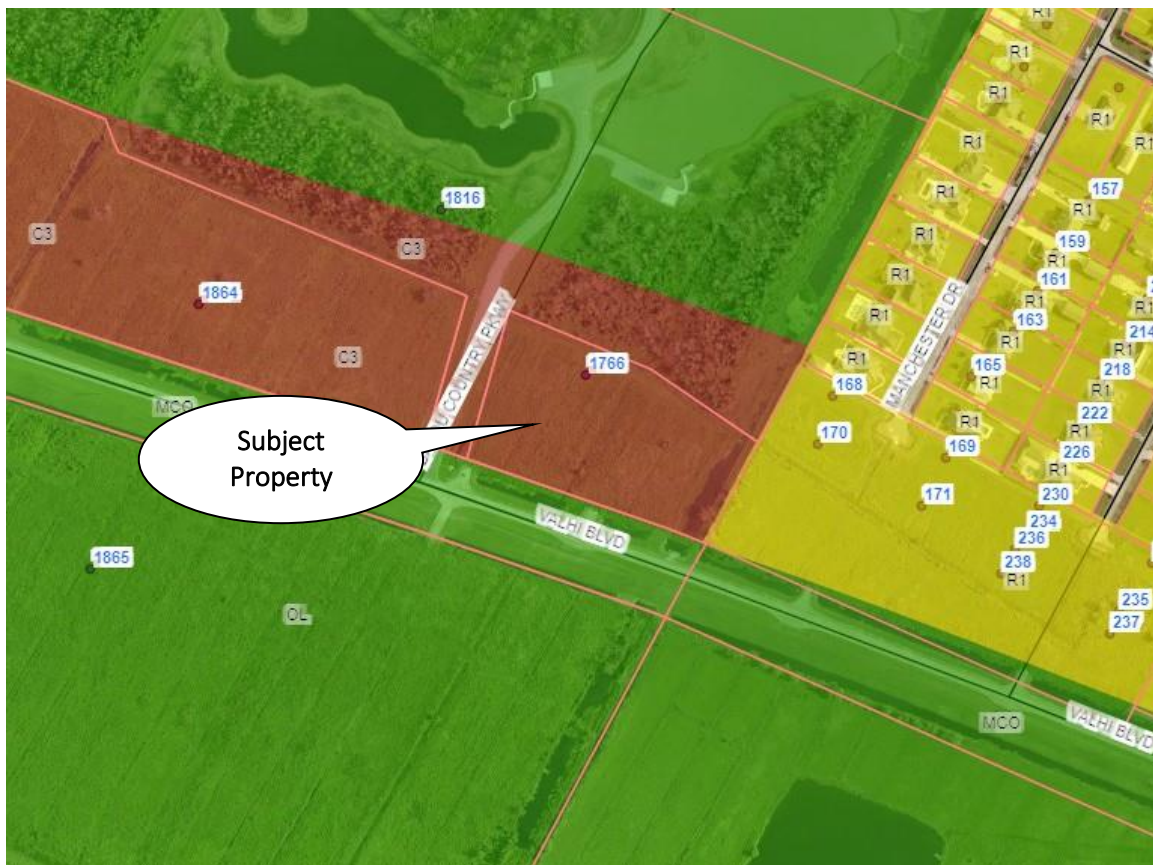 R1
R1
R1
R1
R1
R1
157
R1
R1
1816
159
R1
R1
C3
C3
161
R1
R1
1864
163
R1
R1
214
MANCHESTER DR
C3
1766
R1
165
218
R1
R1
168
R1
COUNTRY PKWY
MCO
222
R1
170
169
226
Subject
Property
R1
171
230
234
VALHI BLVD
236
1865
238
R1
235
OL
237
MCO
VALHI BLVD